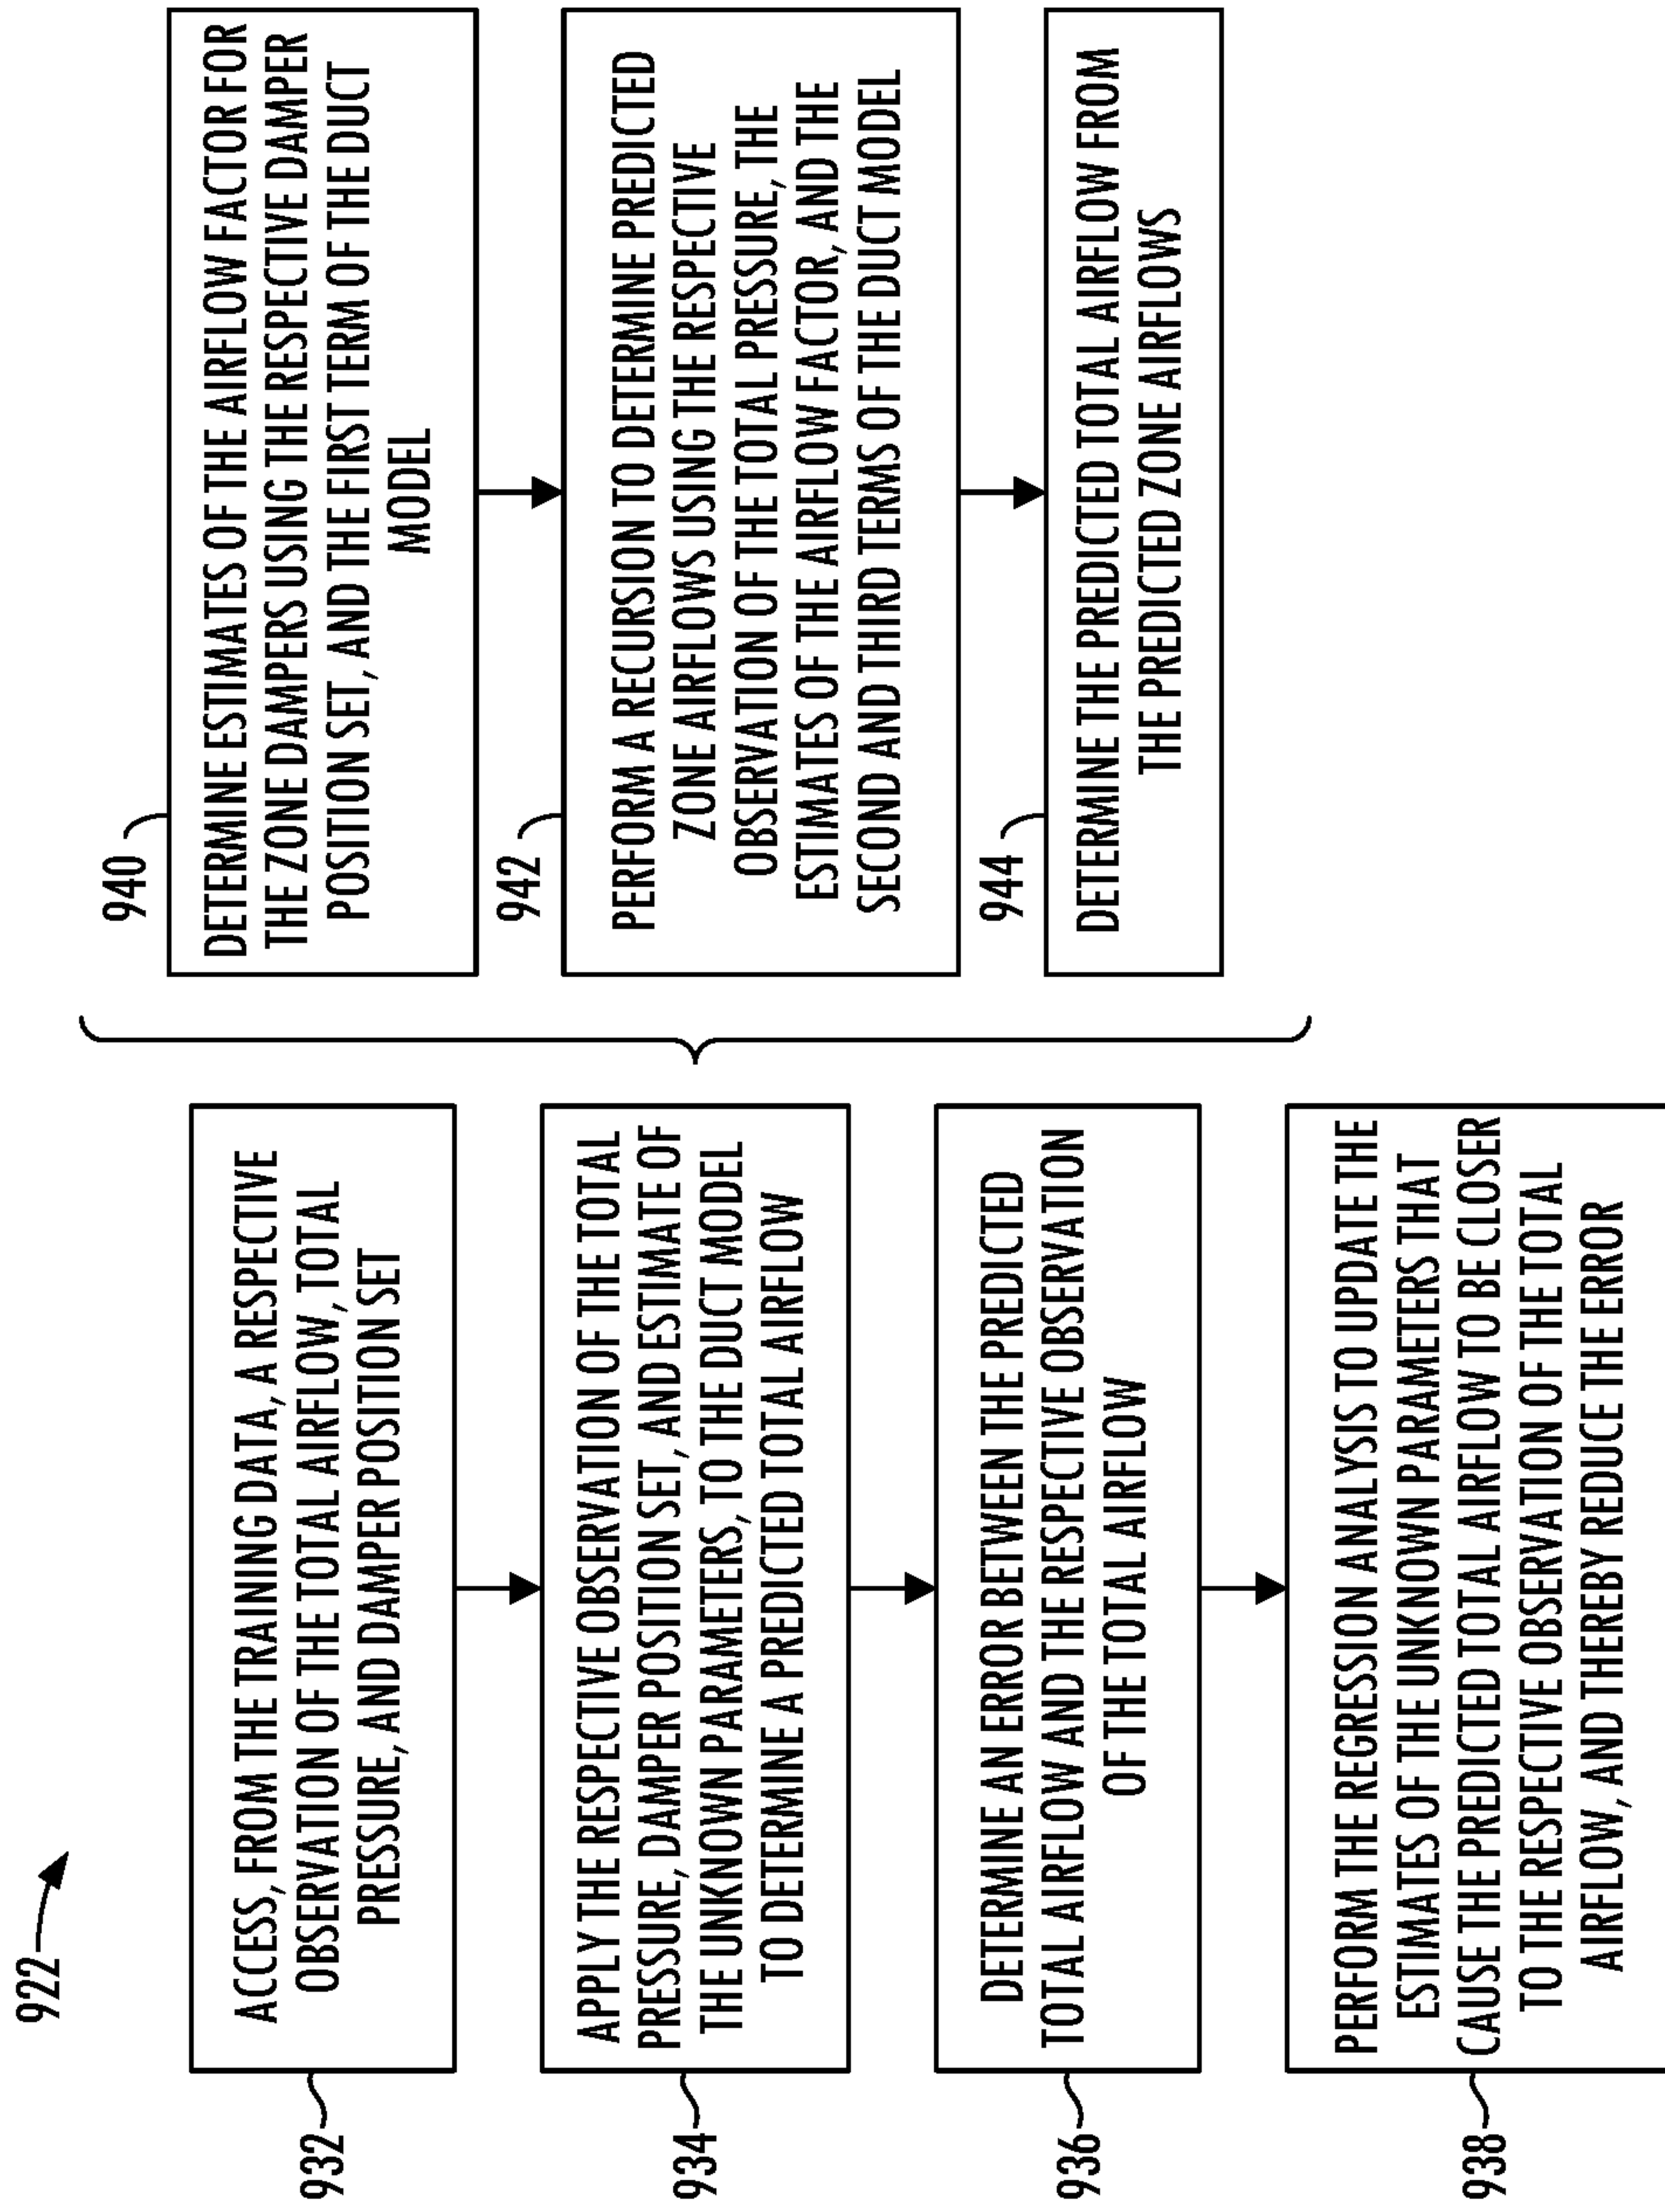 922
932
ACCESS, FROM THE TRAINING DATA, A RESPECTIVE
OBSERVATION OF THE TOTAL AIRFLOW, TOTAL
PRESSURE, AND DAMPER POSITION SET
934
APPLY THE RESPECTIVE OBSERVATION OF THE TOTAL
PRESSURE, DAMPER POSITION SET, AND ESTIMATE OF
THE UNKNOWN PARAMETERS, TO THE DUCT MODEL
TO DETERMINE A PREDICTED TOTAL AIRFLOW
936
DETERMINE AN ERROR BETWEEN THE PREDICTED
TOTAL AIRFLOW AND THE RESPECTIVE OBSERVATION
OF THE TOTAL AIRFLOW
938
PERFORM THE REGRESSION ANALYSIS TO UPDATE THE
ESTIMATES OF THE UNKNOWN PARAMETERS THAT
CAUSE THE PREDICTED TOTAL AIRFLOW TO BE CLOSER
TO THE RESPECTIVE OBSERVATION OF THE TOTAL
AIRFLOW, AND THEREBY REDUCE THE ERROR
940
DETERMINE ESTIMATES OF THE AIRFLOW FACTOR FOR
THE ZONE DAMPERS USING THE RESPECTIVE DAMPER
POSITION SET, AND THE FIRST TERM OF THE DUCT
MODEL
942
PERFORM A RECURSION TO DETERMINE PREDICTED
ZONE AIRFLOWS USING THE RESPECTIVE
OBSERVATION OF THE TOTAL PRESSURE, THE
ESTIMATES OF THE AIRFLOW FACTOR, AND THE
SECOND AND THIRD TERMS OF THE DUCT MODEL
944
DETERMINE THE PREDICTED TOTAL AIRFLOW FROM
THE PREDICTED ZONE AIRFLOWS